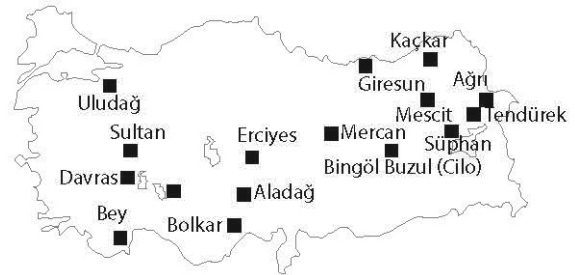 Kaçkar
Giresun
Ağrı
Uludağ
Mescit
Tendürek
Sultan
Erciyes
Mercan
Süphan
Bingöl Buzul (Cilo)
Davras
Aladağ
Bey
Bolkar